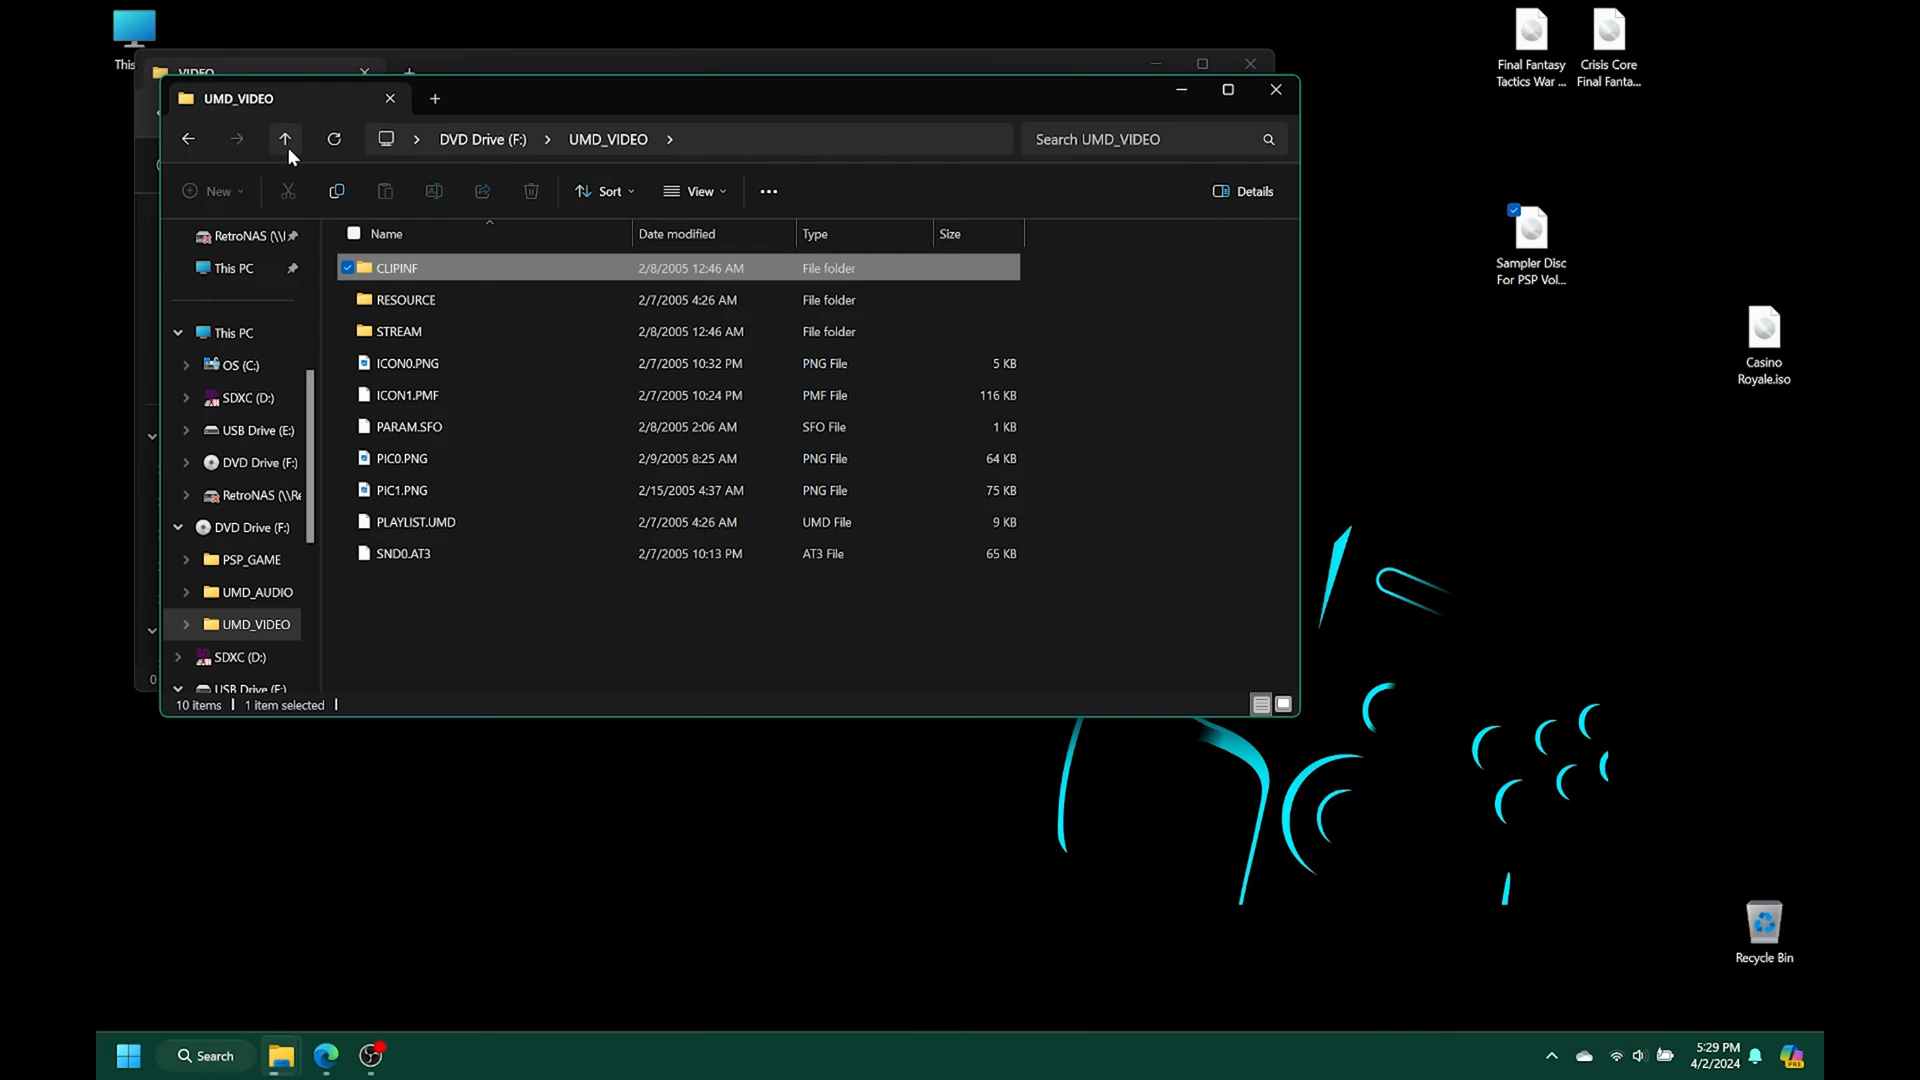 This
Final Fantasy
Tactics War ...
Crisis Core
Final Fanta...
VIDEO
UMD_VIDEO
DVD Drive (F:)
UMD_VIDEO
Search UMD_VIDEO
New
Sort
View
Details
Name
Date modified
Type
Size
RetroNAS (\\
This PC
This PC
OS (C:)
SDXC (D:)
USB Drive (E:)
DVD Drive (F:)
RetroNAS (\\Re
DVD Drive (F:)
PSP_GAME
UMD_AUDIO
UMD_VIDEO
SDXC (D:)
USB Drive (E:)
CLIPINF 2/8/2005 12:46 AM File folder
RESOURCE 2/7/2005 4:26 AM File folder
STREAM 2/8/2005 12:46 AM File folder
ICON0.PNG 2/7/2005 10:32 PM PNG File 5 KB
ICON1.PMF 2/7/2005 10:24 PM PMF File 116 KB
PARAM.SFO 2/8/2005 2:06 AM SFO File 1 KB
PIC0.PNG 2/9/2005 8:25 AM PNG File 64 KB
PIC1.PNG 2/15/2005 4:37 AM PNG File 75 KB
PLAYLIST.UMD 2/7/2005 4:26 AM UMD File 9 KB
SND0.AT3 2/7/2005 10:13 PM AT3 File 65 KB
0
10 items
1 item selected
Sampler Disc
For PSP Vol...
Casino
Royale.iso
Recycle Bin
Search
5:29 PM
4/2/2024
PRE